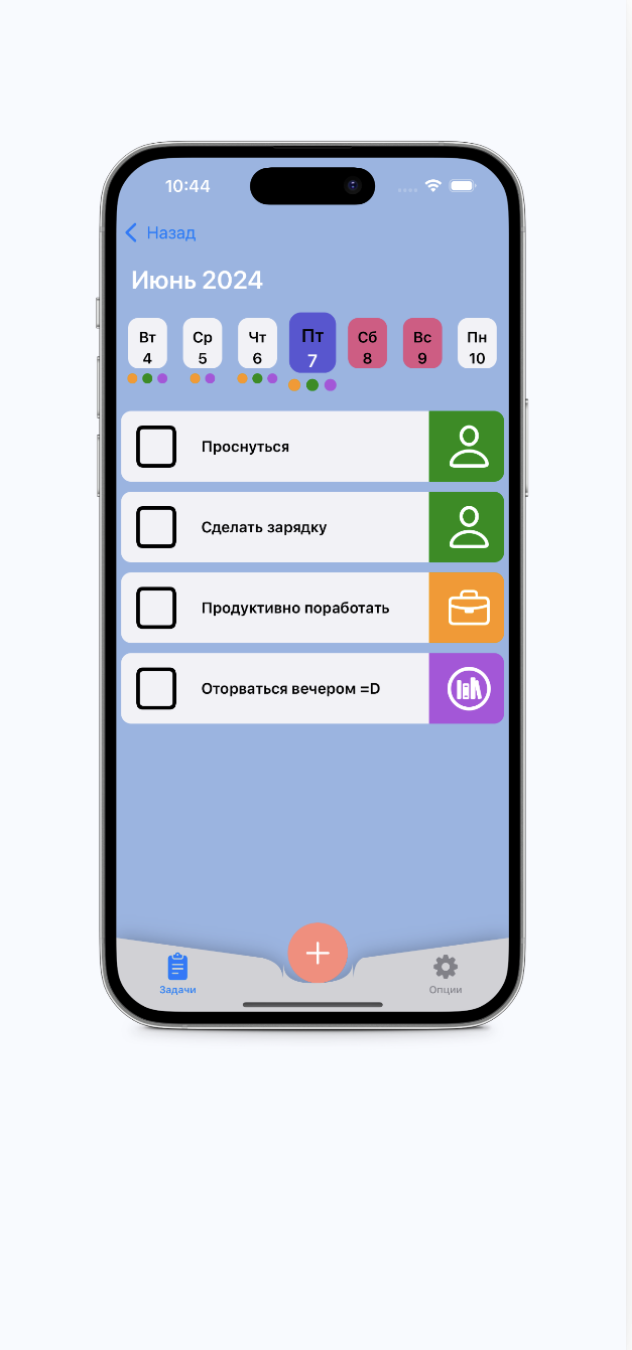 10:44
Назад
Июнь 2024
Вт Ср Чт Пт Сб Вс Пн
4 5 6 7 8 9 10
Проснуться
Сделать зарядку
Продуктивно поработать
Оторваться вечером =D
Задачи Опции